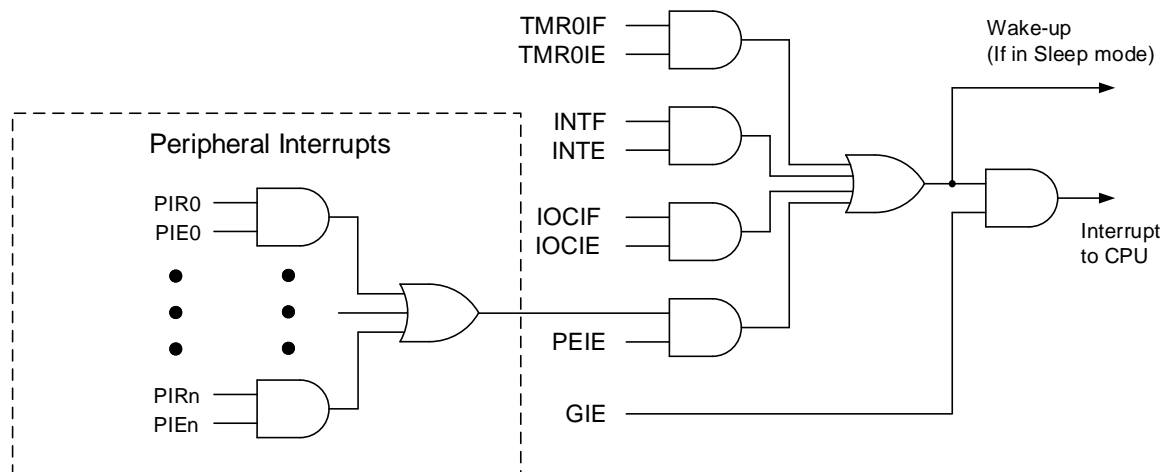 TMR0IF
TMR0IE
Wake-up
(If in Sleep mode)
INTF
INTE
Peripheral Interrupts
PIR0
PIE0
IOCIF
IOCIE
Interrupt
to CPU
PEIE
PIRn
PIEn
GIE